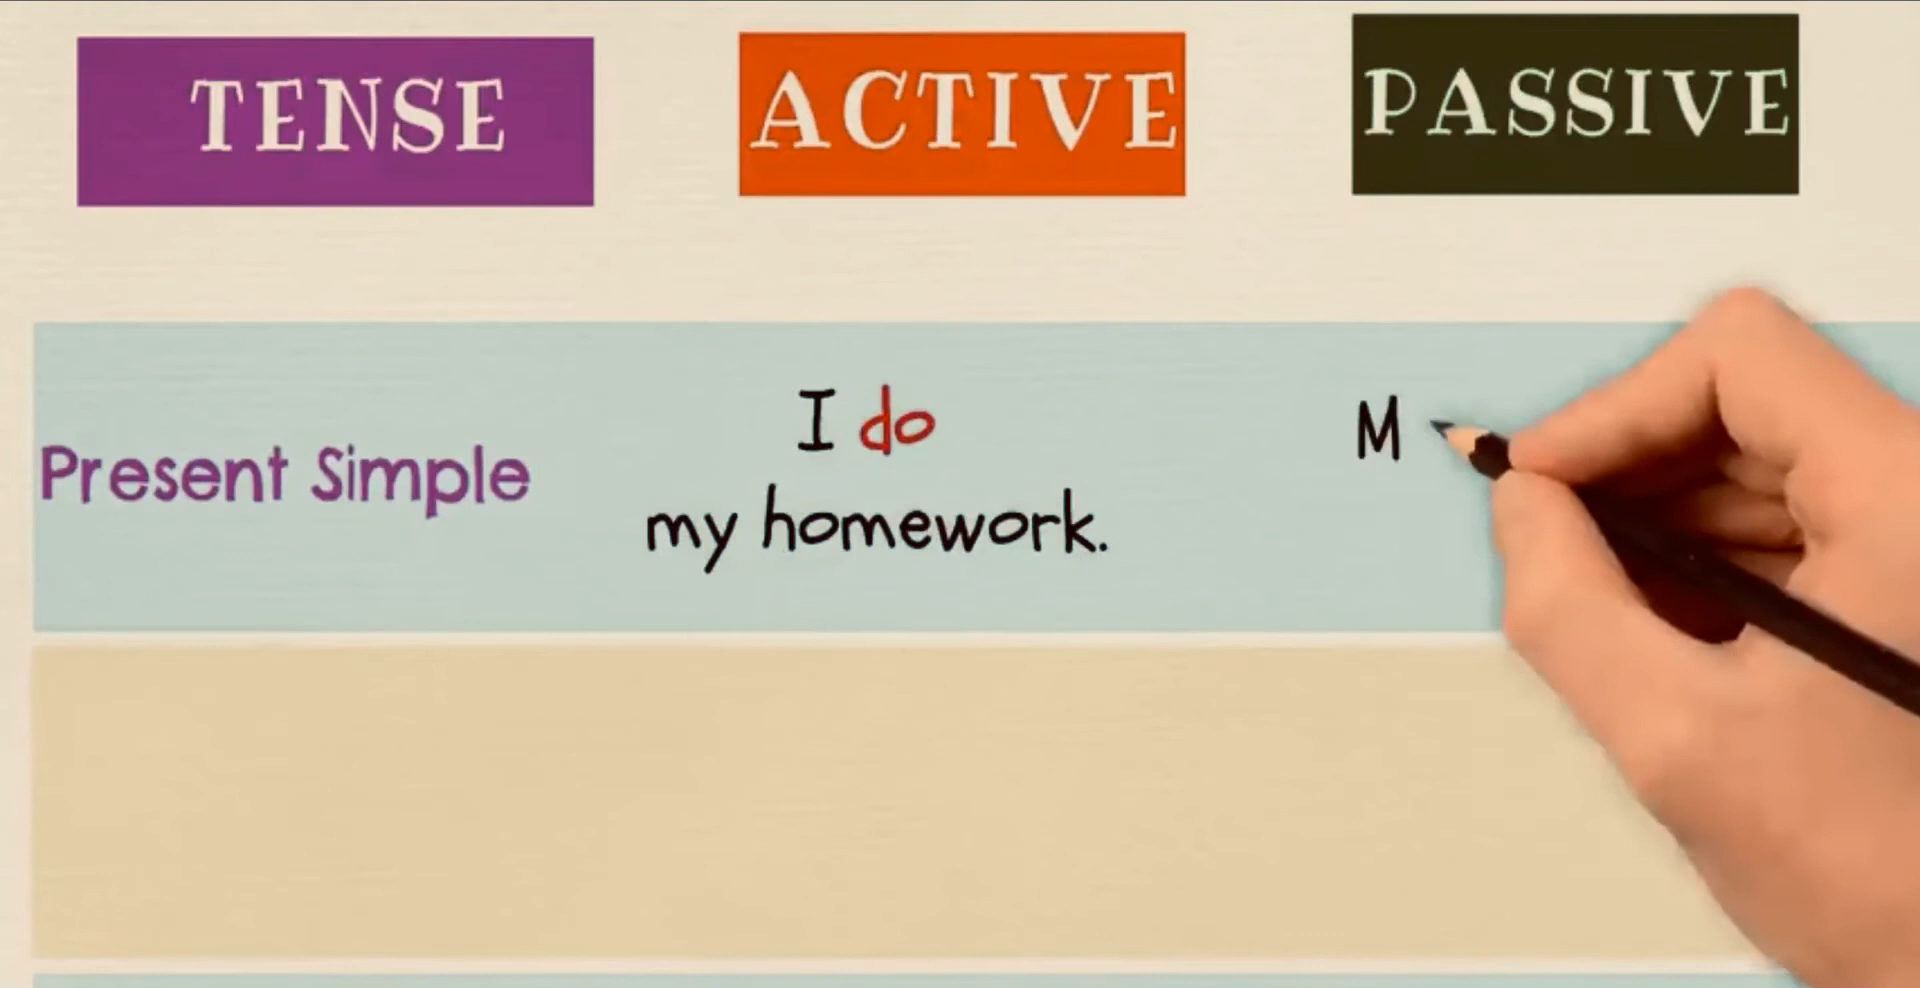 TENSE ACTIVE PASSIVE
Present Simple
I do
my homework.
M